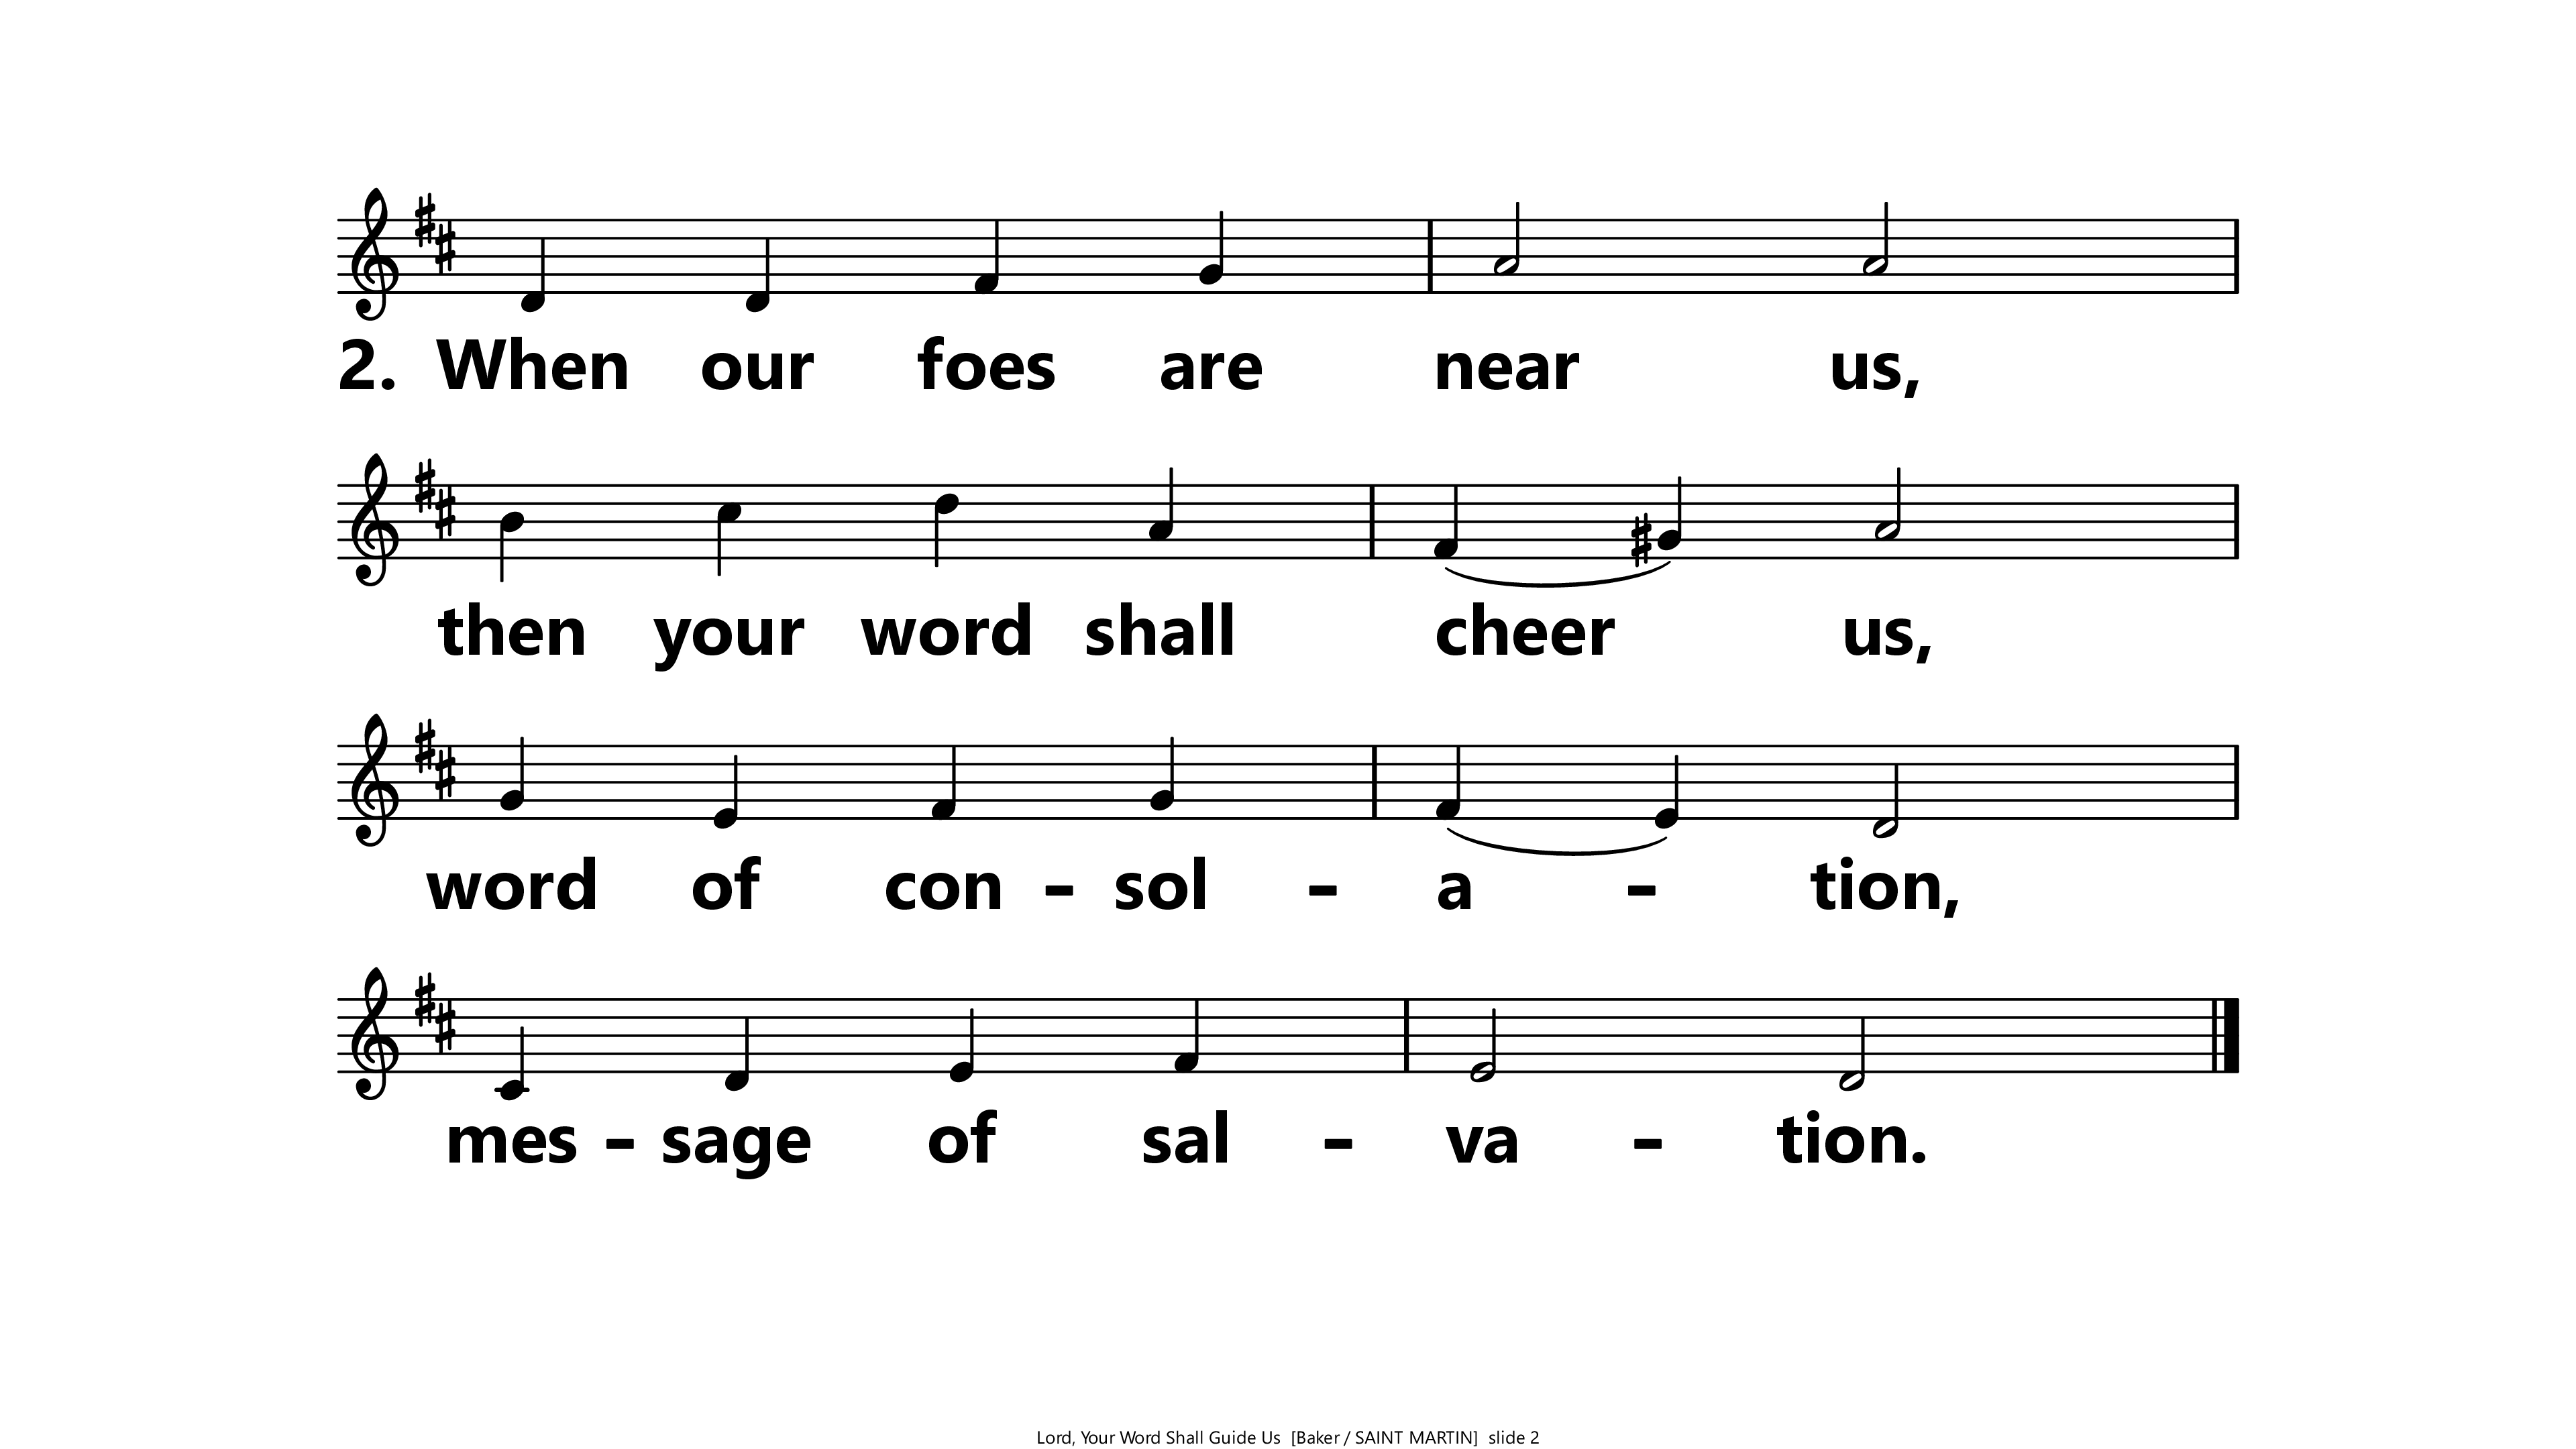 2. When our foes are near us,
then your word shall cheer us,
word of con - sol - a - tion,
mes - sage of sal - va - tion.
Lord, Your Word Shall Guide Us [Baker / SAINT MARTIN] slide 2